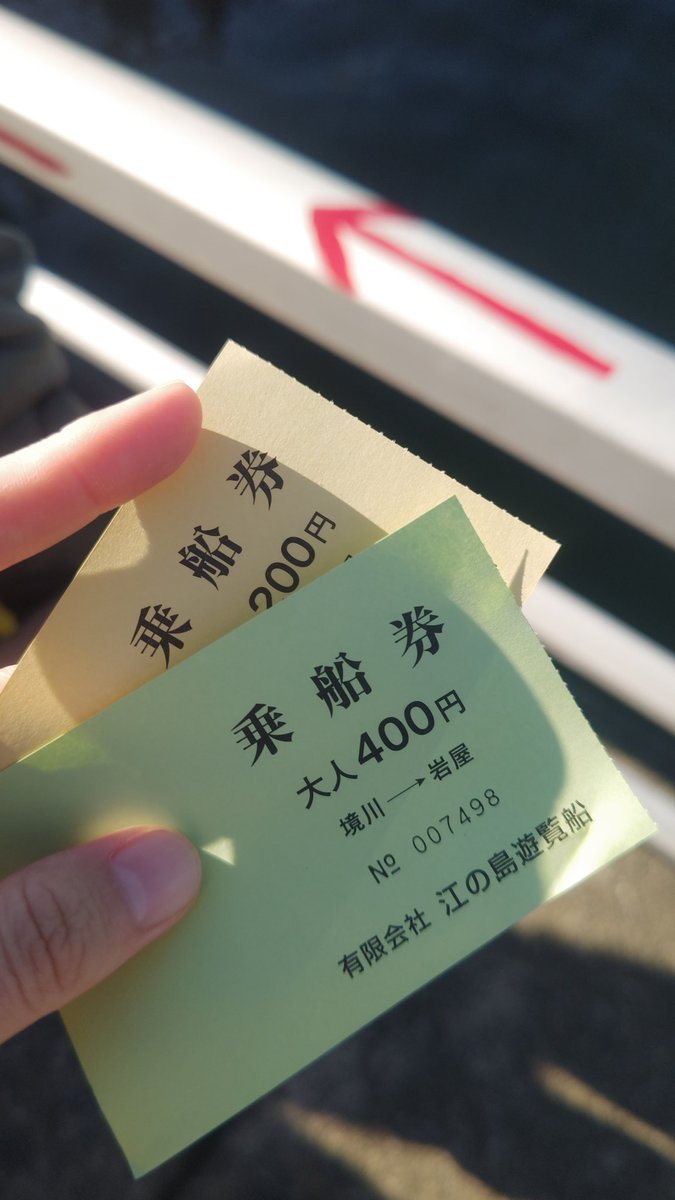 乗船券
200円
乗船券
大人400円
境川→岩屋
№ 007498
有限会社 江の島遊覧船